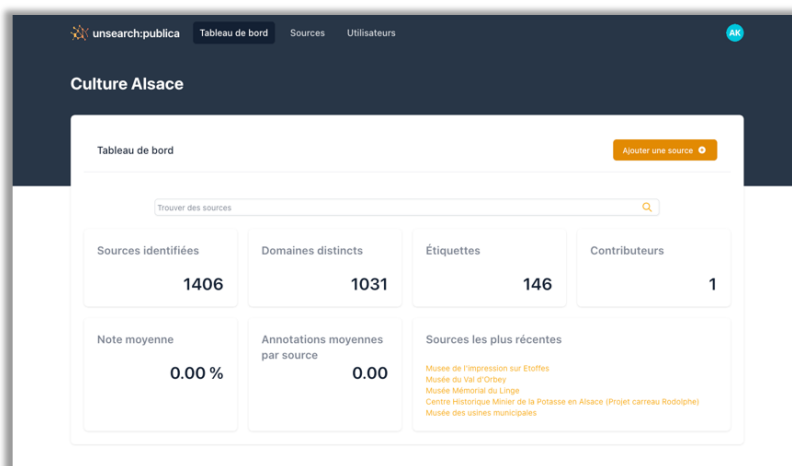 unsearch:publica Tableau de bord Sources Utilisateurs AK
Culture Alsace
Tableau de bord Ajouter une source
Trouver des sources
Sources identifiées
1406
Domaines distincts
1031
Étiquettes
146
Contributeurs
1
Note moyenne
0.00 %
Annotations moyennes
par source
0.00
Sources les plus récentes
Musee de l'impression sur Etoffes
Musée du Val d'Orbey
Musée Mémorial du Linge
Centre Historique Minier de la Potasse en Alsace (Projet carreau Rodolphe)
Musée des usines municipales